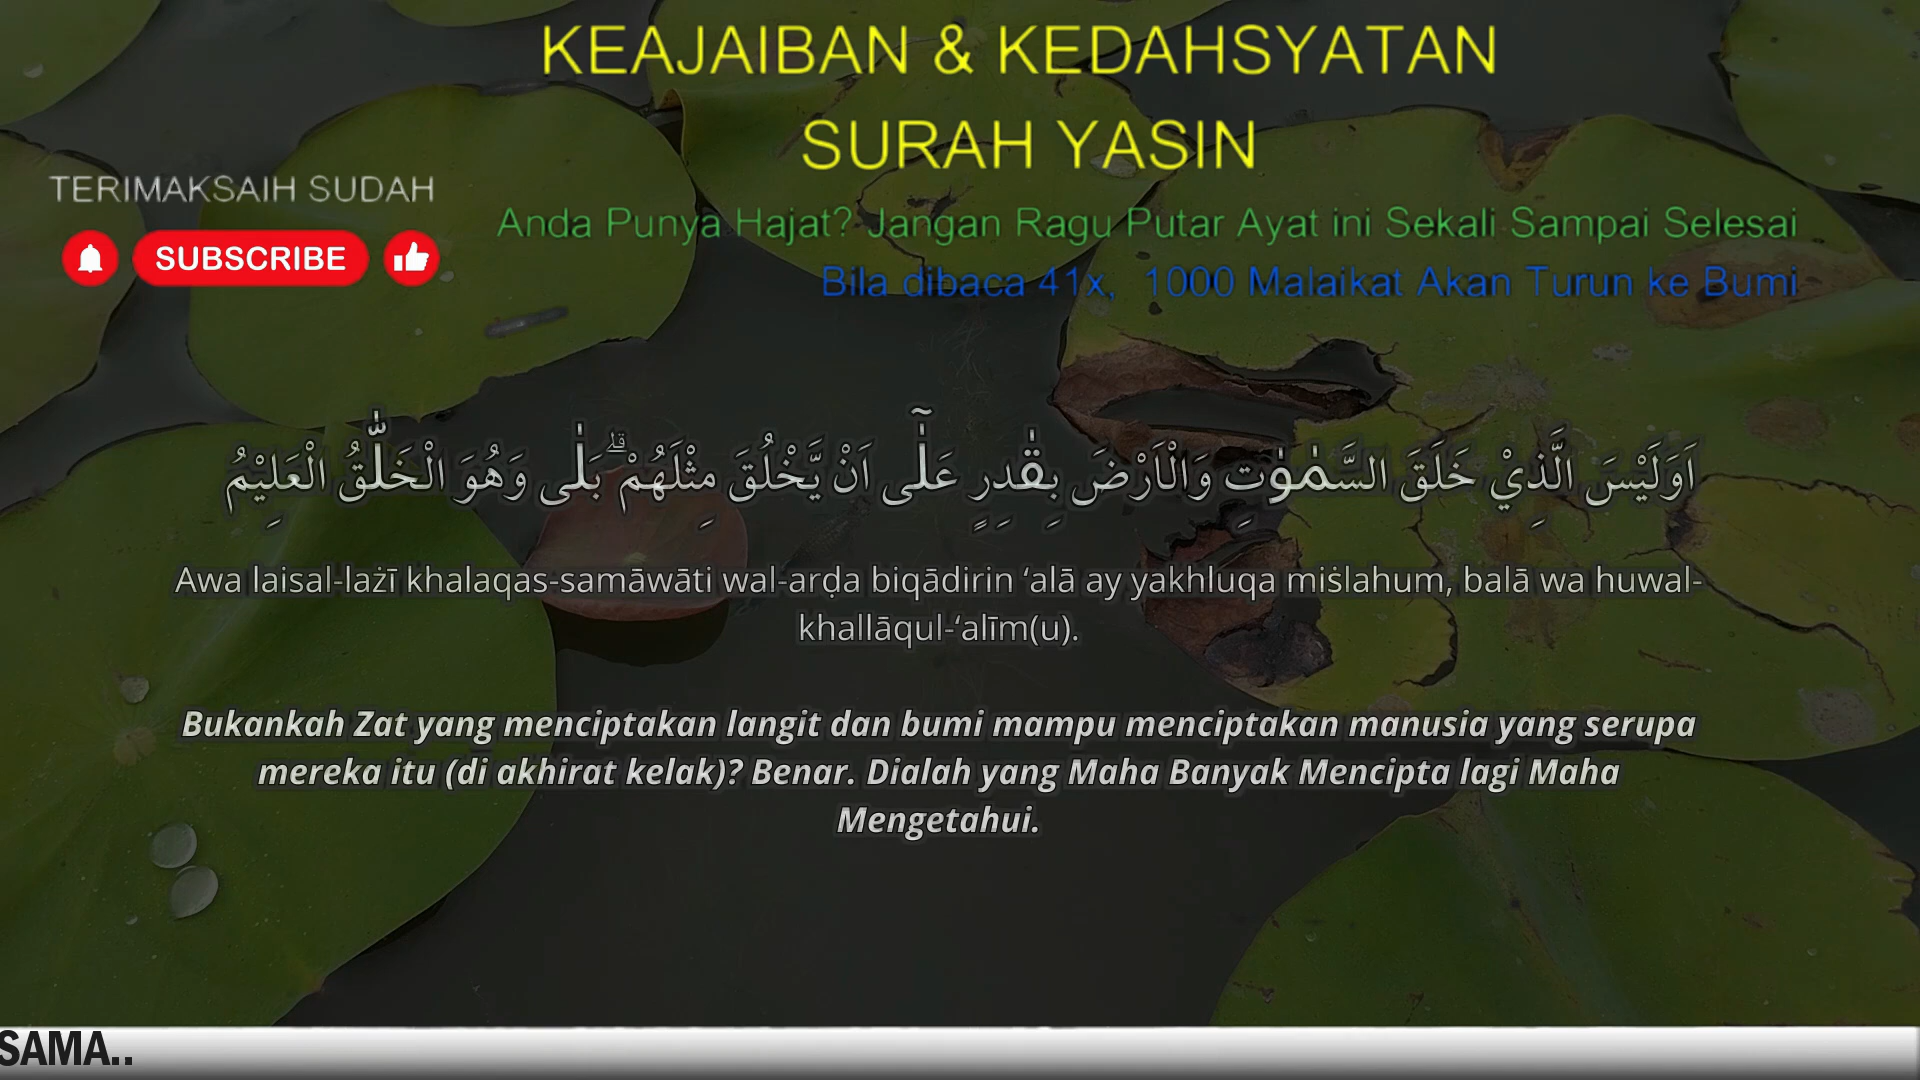 KEAJAIBAN & KEDAHSYATAN
SURAH YASIN
TERIMAKSAIH SUDAH
SUBSCRIBE
Anda Punya Hajat? Jangan Ragu Putar Ayat ini Sekali Sampai Selesai
Bila dibaca 41x, 1000 Malaikat Akan Turun ke Bumi
اَوَلَيْسَ الَّذِيْ خَلَقَ السَّمٰوٰتِ وَالْاَرْضَ بِقٰدِرٍ عَلٰٓى اَنْ يَّخْلُقَ مِثْلَهُمْ ۗبَلٰى وَهُوَ الْخَلّٰقُ الْعَلِيْمُ
Awa laisal-lażī khalaqas-samāwāti wal-arḍa biqādirin ‘alā ay yakhluqa miṡlahum, balā wa huwal-
khallāqul-‘alīm(u).
Bukankah Zat yang menciptakan langit dan bumi mampu menciptakan manusia yang serupa
mereka itu (di akhirat kelak)? Benar. Dialah yang Maha Banyak Mencipta lagi Maha
Mengetahui.
SAMA..